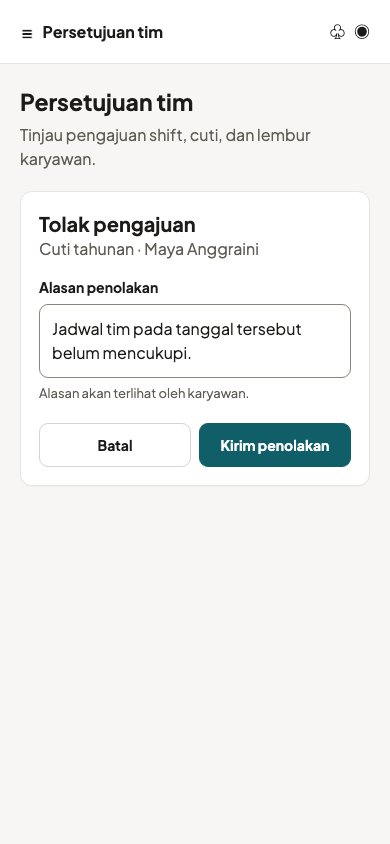 Persetujuan tim
Persetujuan tim
Tinjau pengajuan shift, cuti, dan lembur
karyawan.
Tolak pengajuan
Cuti tahunan · Maya Anggraini
Alasan penolakan
Jadwal tim pada tanggal tersebut
belum mencukupi.
Alasan akan terlihat oleh karyawan.
Batal
Kirim penolakan